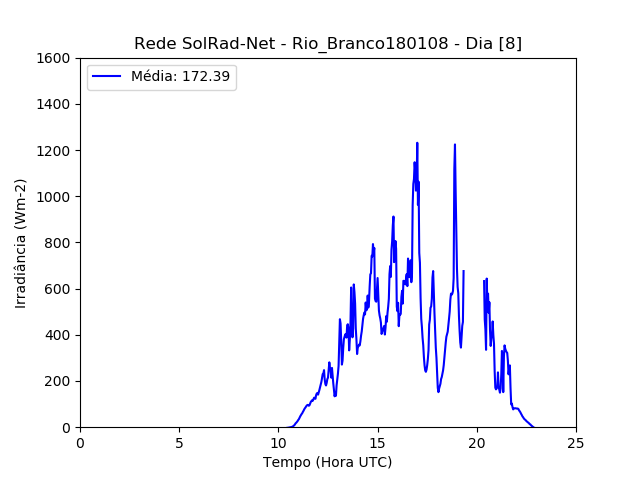 Rede SolRad-Net - Rio_Branco180108 - Dia [8]
Média: 172.39
Irradiância (Wm-2)
1600
1400
1200
1000
800
600
400
200
0
0 5 10 15 20 25
Tempo (Hora UTC)